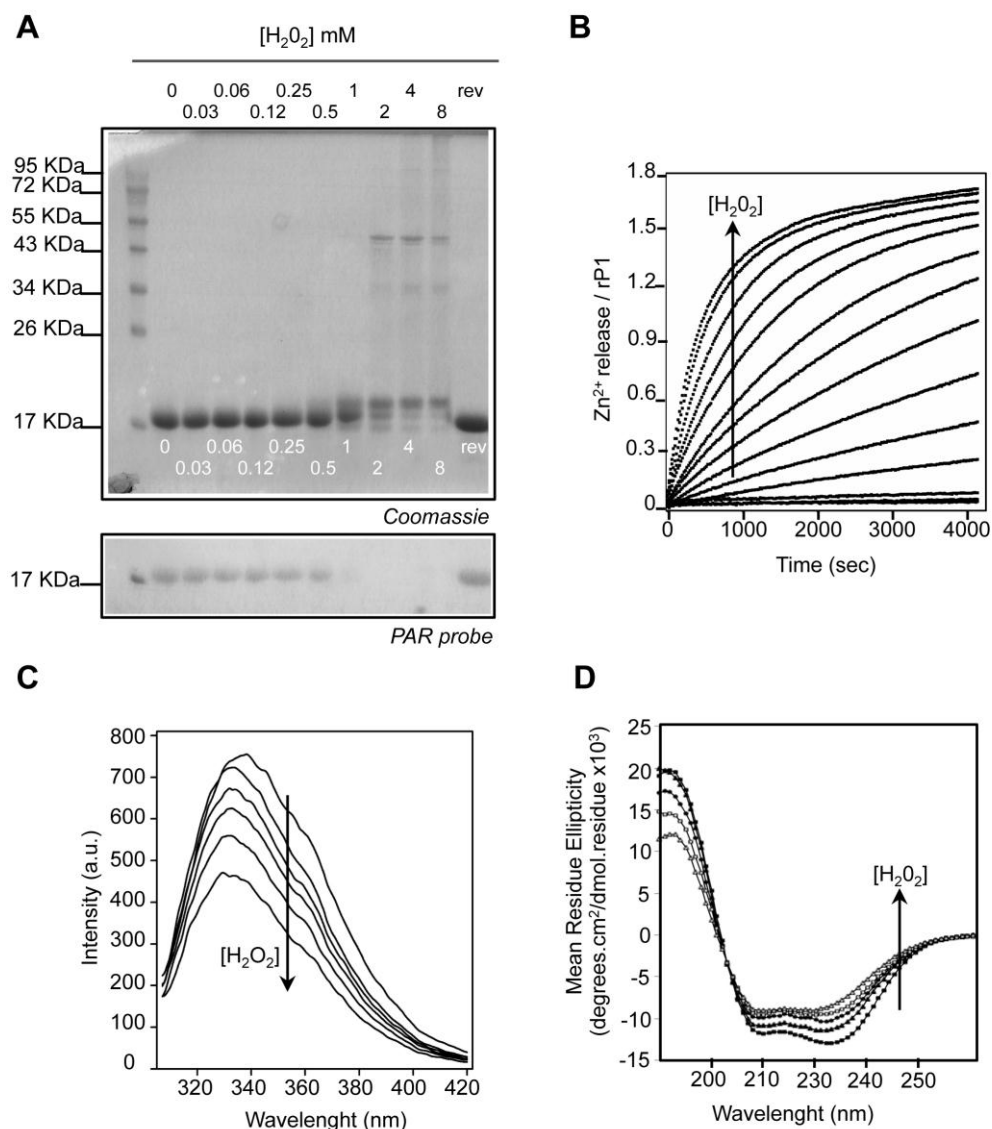 A
[H₂0₂] mM
0 0.06 0.25 1 4 rev
0.03 0.12 0.5 2 8
95 KDa
72 KDa
55 KDa
43 KDa
34 KDa
26 KDa
17 KDa
0 0.06 0.25 1 4 rev
0.03 0.12 0.5 2 8
Coomassie
17 KDa
PAR probe
B
Zn²⁺ release / rP1
1.8
1.5
1.2
0.9
0.6
0.3
0
[H₂0₂]
0 1000 2000 3000 4000
Time (sec)
C
Intensity (a.u.)
800
700
600
500
400
300
200
100
0
[H₂O₂]
320 340 360 380 400 420
Wavelenght (nm)
D
Mean Residue Ellipticity
(degrees.cm²/dmol.residue x10³)
25
20
15
10
5
0
-5
-10
-15
[H₂0₂]
200 210 220 230 240 250
Wavelenght (nm)